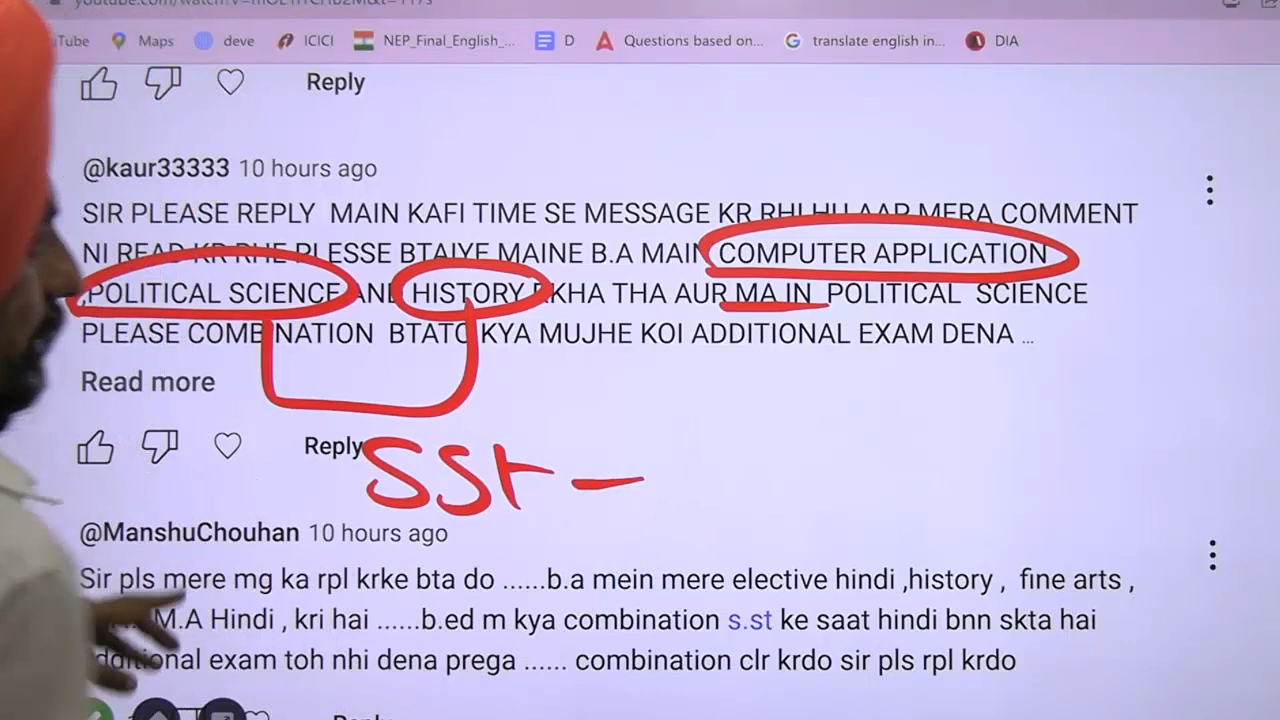 Maps deve ICICI NEP_Final_English_... D Questions based on... translate english in... DIA
Reply
@kaur33333 10 hours ago
SIR PLEASE REPLY MAIN KAFI TIME SE MESSAGE KR RHI HU AAP MERA COMMENT
NI READ KR RHE PLESSE BTAIYE MAINE B.A MAIN COMPUTER APPLICATION
,POLITICAL SCIENCE AND HISTORY RKHA THA AUR MA IN POLITICAL SCIENCE
PLEASE COMBINATION BTATO KYA MUJHE KOI ADDITIONAL EXAM DENA ...
Read more
Reply
SST –
@ManshuChouhan 10 hours ago
Sir pls mere mg ka rpl krke bta do ......b.a mein mere elective hindi ,history , fine arts ,
M.A Hindi , kri hai ......b.ed m kya combination s.st ke saat hindi bnn skta hai
additional exam toh nhi dena prega ...... combination clr krdo sir pls rpl krdo